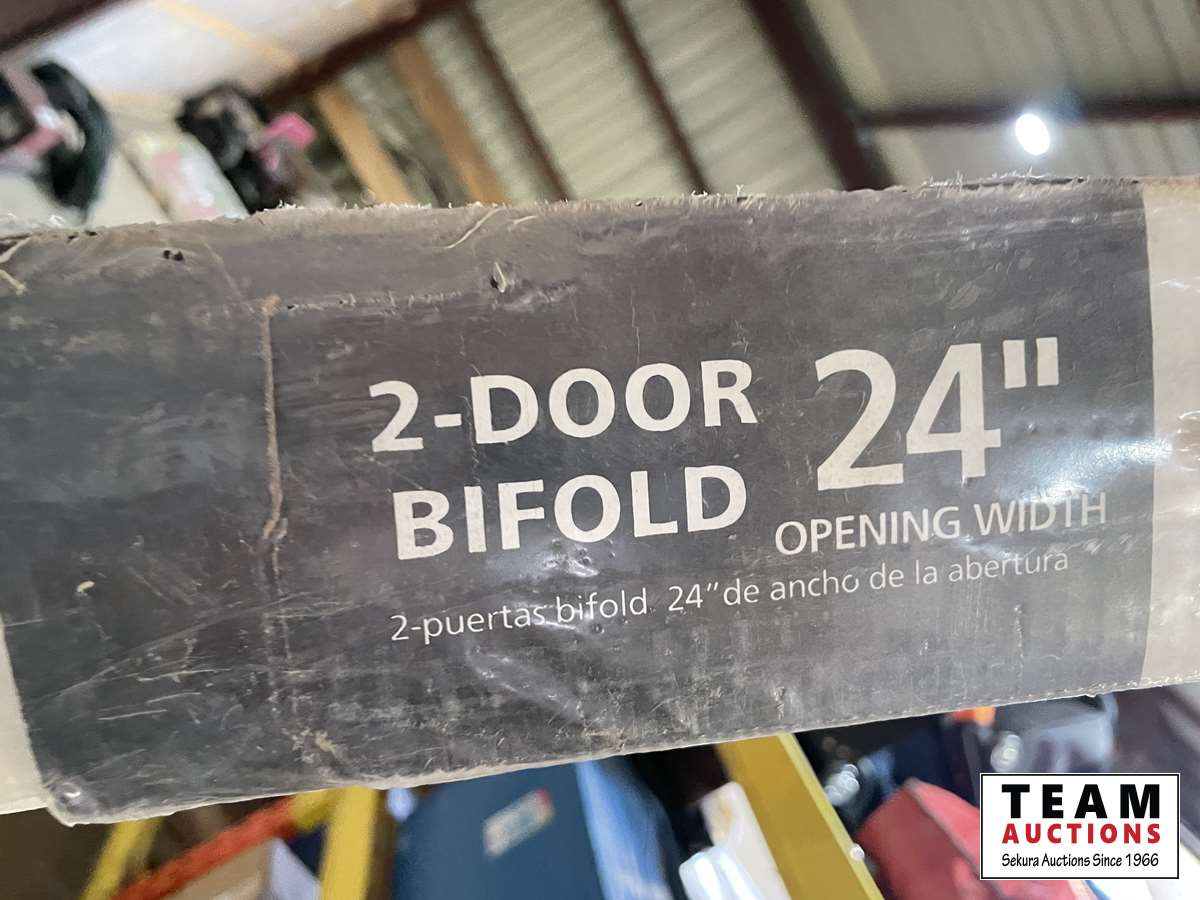 2-DOOR
BIFOLD
24"
OPENING WIDTH
2-puertas bifold 24" de ancho de la abertura
TEAM
AUCTIONS
Sekura Auctions Since 1966